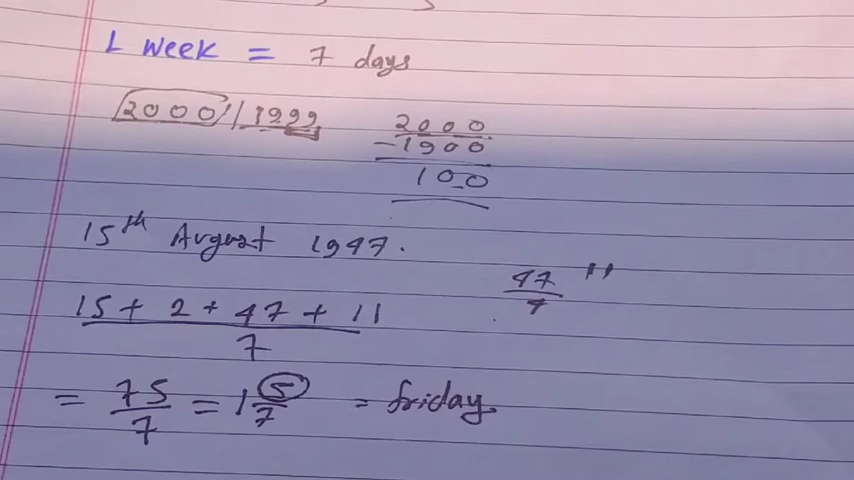 1 week = 7 days
2000 // 1999
2000
-1900
100
15th August 1947.
47/4 11
15 + 2 + 47 + 11
7
= 75/7 = 1 5/7 = friday